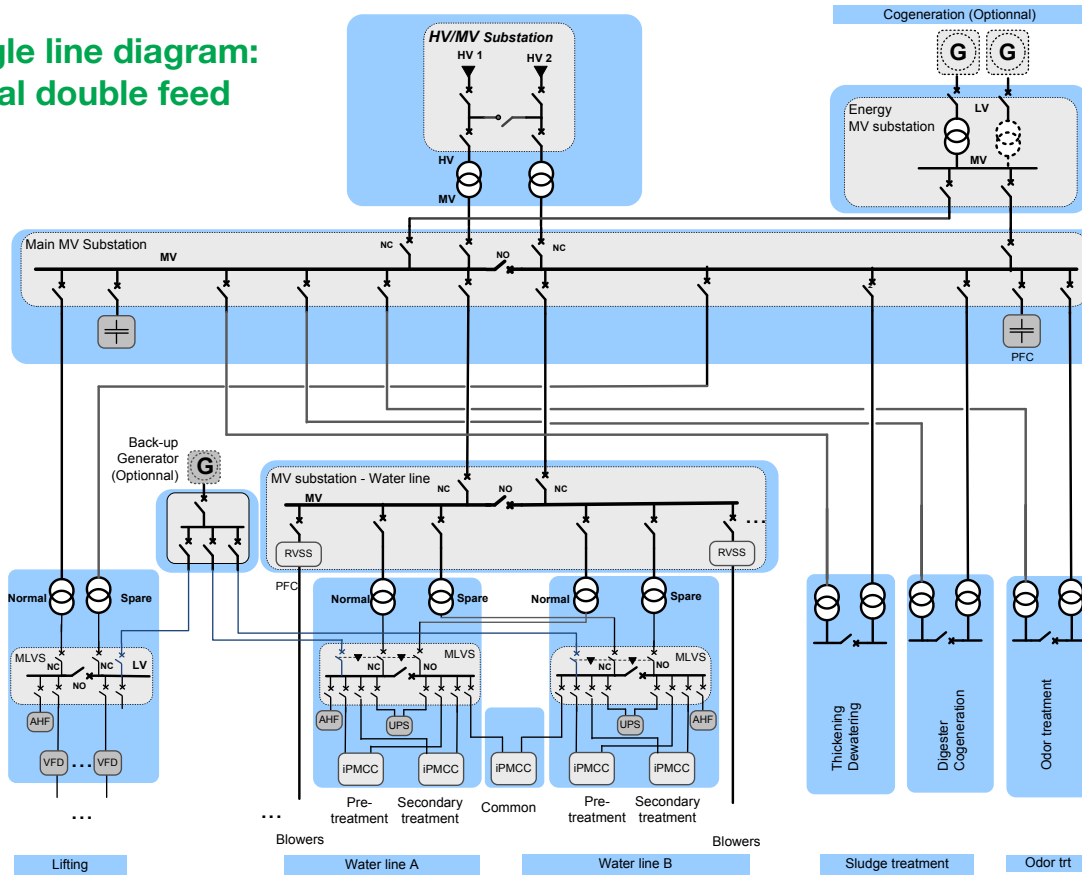 gle line diagram:
al double feed
HV/MV Substation
HV 1
HV 2
HV
MV
Cogeneration (Optionnal)
G
G
Energy
MV substation
LV
MV
Main MV Substation
MV
NC
NO
NC
PFC
Back-up
Generator
(Optionnal)
G
MV substation - Water line
MV
NC
NO
NC
...
RVSS
RVSS
PFC
Normal
Spare
Normal
Spare
Normal
Spare
MLVS
NC
NC
LV
NO
AHF
VFD
...
VFD
...
MLVS
NC
NO
AHF
UPS
iPMCC
iPMCC
iPMCC
MLVS
NC
NO
UPS
AHF
iPMCC
iPMCC
Pre-
treatment
Secondary
treatment
Common
Pre-
treatment
Secondary
treatment
...
Blowers
Blowers
Thickening
Dewatering
Digester
Cogeneration
Odor treatment
Lifting
Water line A
Water line B
Sludge treatment
Odor trt